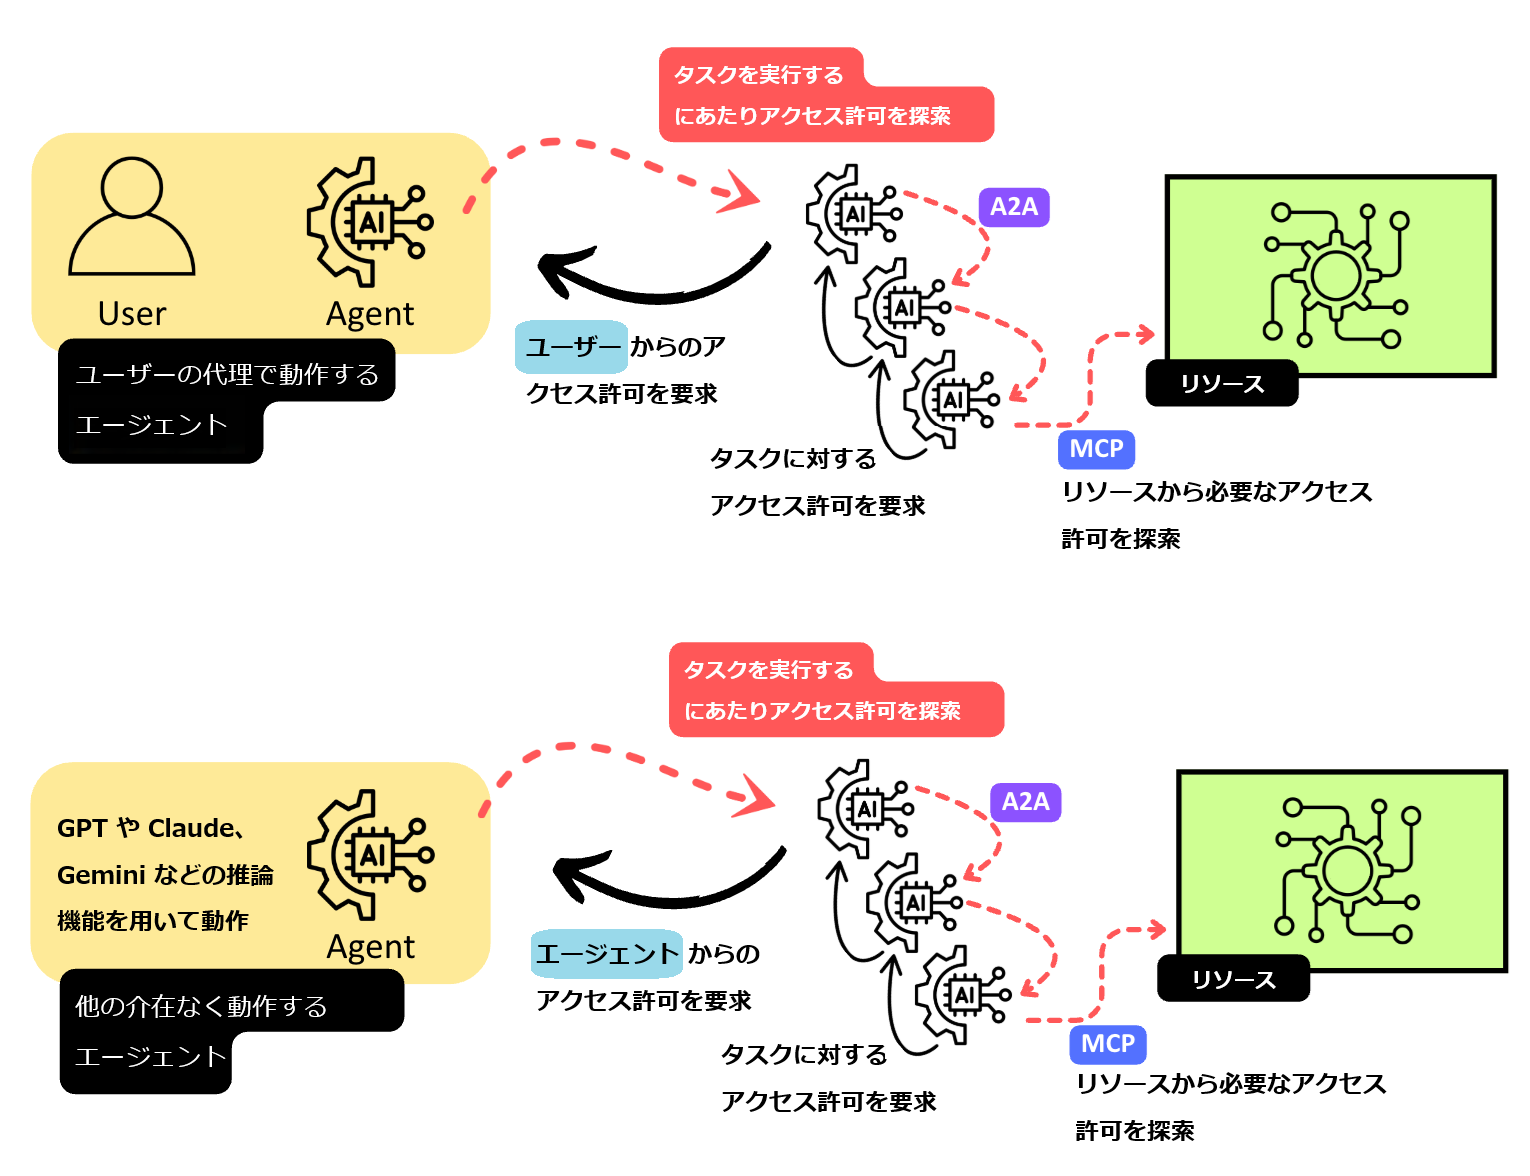 タスクを実行する
にあたりアクセス許可を探索
AI
User
Agent
ユーザーの代理で動作する
エージェント
ユーザー からのア
クセス許可を要求
AI
A2A
AI
AI
タスクに対する
アクセス許可を要求
リソース
MCP
リソースから必要なアクセス
許可を探索
タスクを実行する
にあたりアクセス許可を探索
GPT や Claude、
Gemini などの推論
機能を用いて動作
AI
Agent
他の介在なく動作する
エージェント
エージェント からの
アクセス許可を要求
AI
A2A
AI
AI
タスクに対する
アクセス許可を要求
リソース
MCP
リソースから必要なアクセス
許可を探索